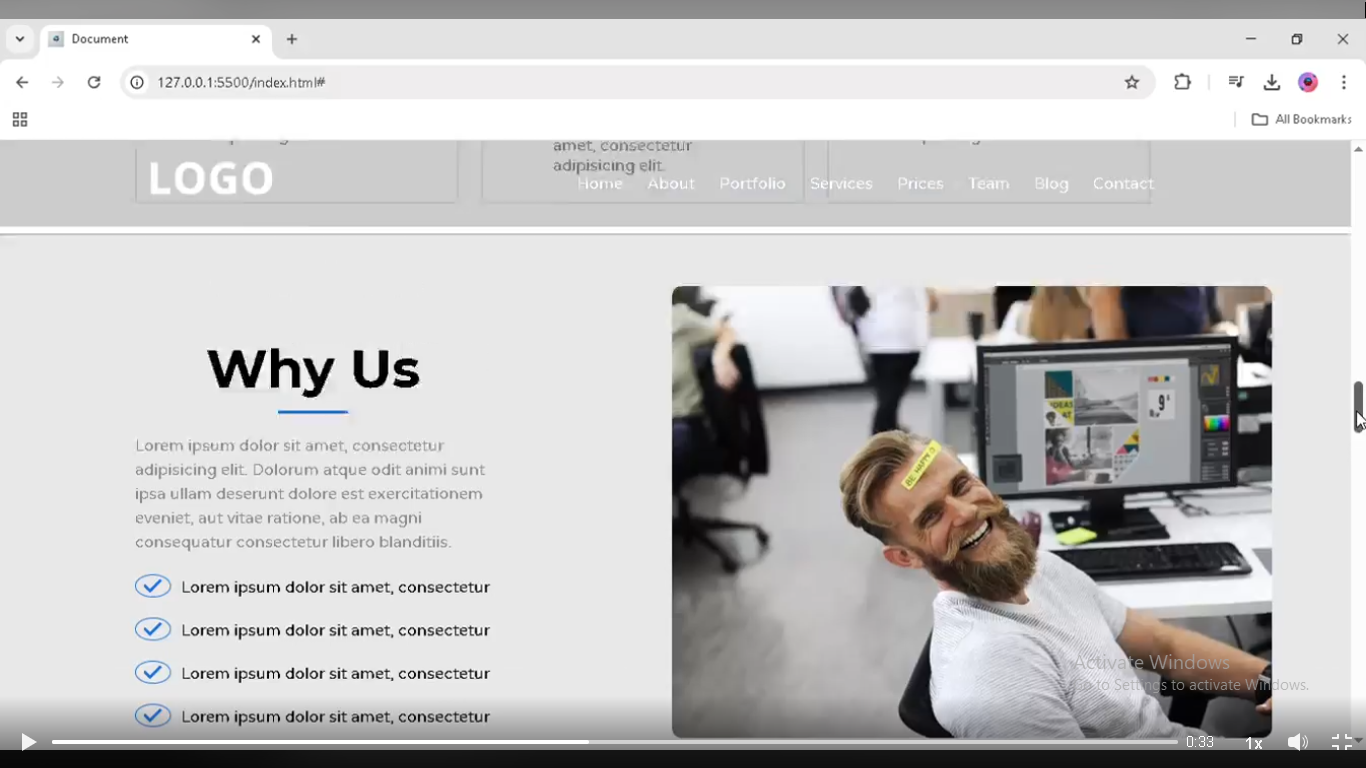 Document
127.0.0.1:5500/index.html#
All Bookmarks
amet, consectetur
adipisicing elit.
LOGO
Home About Portfolio Services Prices Team Blog Contact
Why Us
Lorem ipsum dolor sit amet, consectetur
adipisicing elit. Dolorum atque odit animi sunt
ipsa ullam deserunt dolore est exercitationem
eveniet, aut vitae ratione, ab ea magni
consequatur consectetur libero blanditiis.
Lorem ipsum dolor sit amet, consectetur
Lorem ipsum dolor sit amet, consectetur
Lorem ipsum dolor sit amet, consectetur
Lorem ipsum dolor sit amet, consectetur
BE HAPPY
Activate Windows
Go to Settings to activate Windows.
0:33
1x